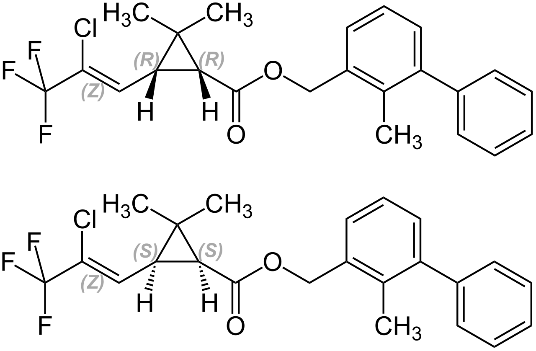 H₃C CH₃
Cl
(R) (R)
F
F
(Z)
O
H H
F
O
CH₃
H₃C CH₃
Cl
(S) (S)
F
F
(Z)
O
H H
F
O
CH₃